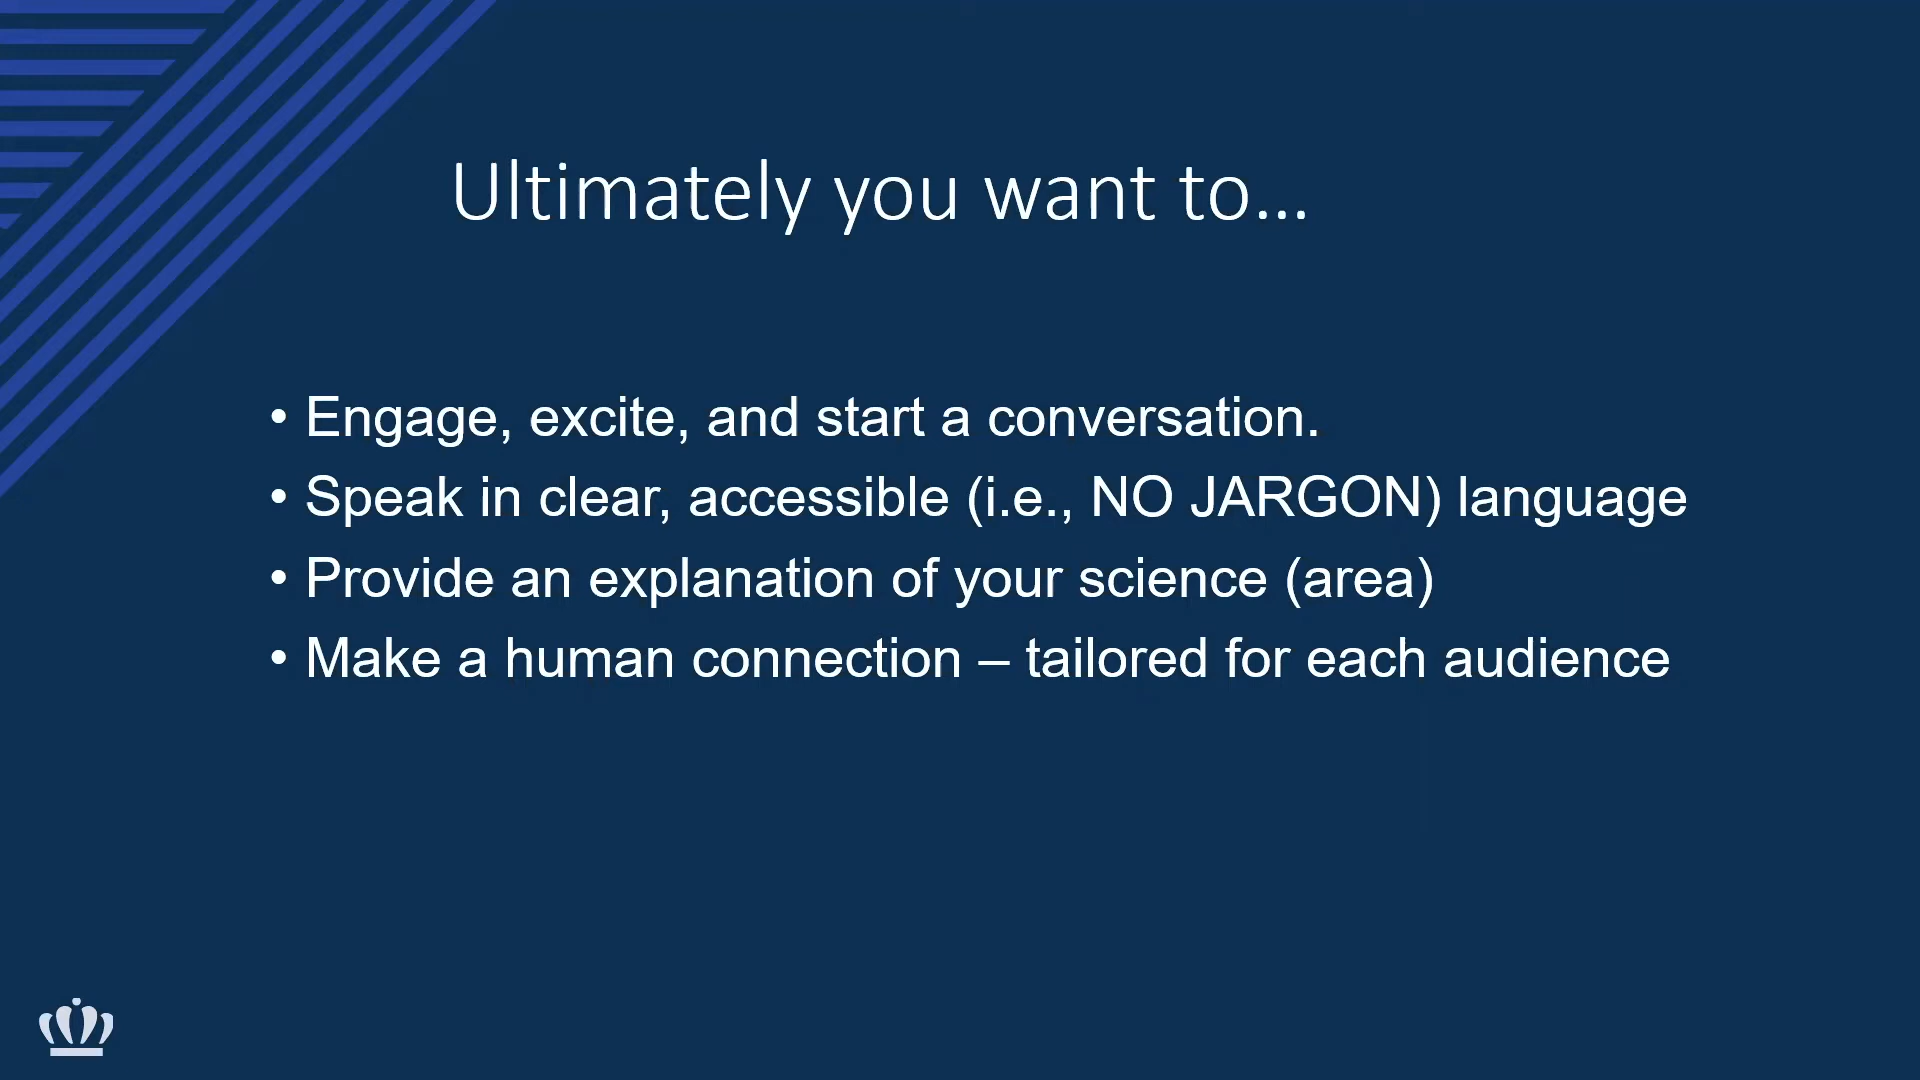 Ultimately you want to...
• Engage, excite, and start a conversation.
• Speak in clear, accessible (i.e., NO JARGON) language
• Provide an explanation of your science (area)
• Make a human connection – tailored for each audience